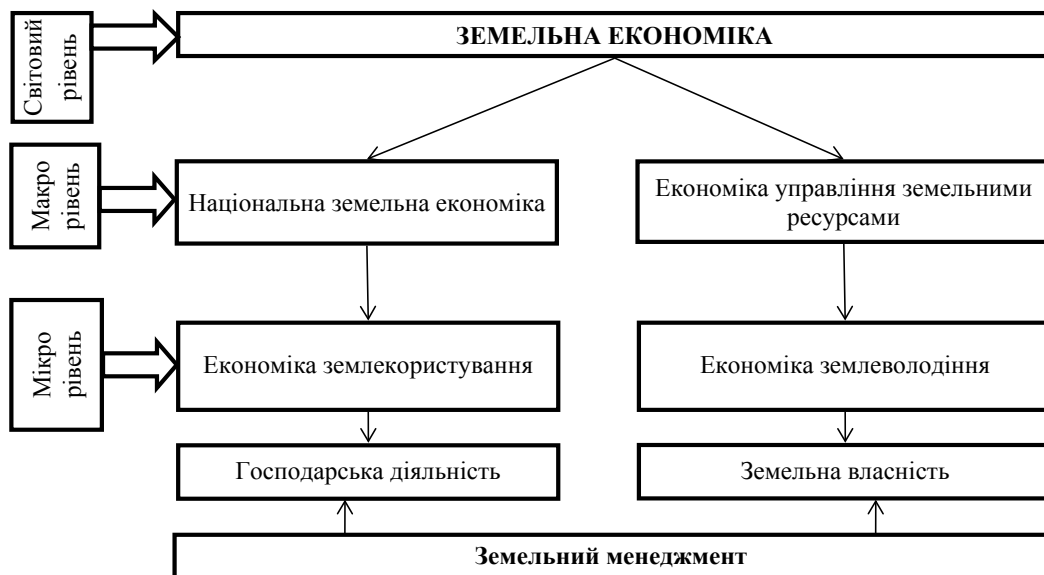 Світовий
рівень
ЗЕМЕЛЬНА ЕКОНОМІКА
Макро
рівень
Національна земельна економіка
Економіка управління земельними
ресурсами
Мікро
рівень
Економіка землекористування
Економіка землеволодіння
Господарська діяльність
Земельна власність
Земельний менеджмент